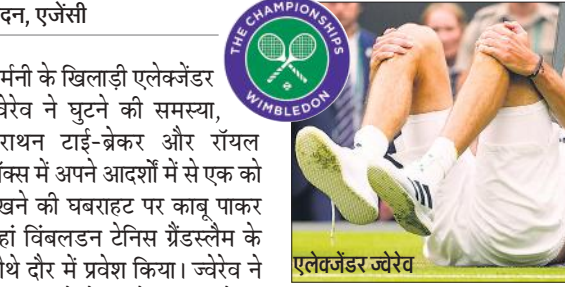 दन, एजेंसी
THE CHAMPIONSHIPS
WIMBLEDON
र्मनी के खिलाड़ी एलेक्जेंडर
वेरेव ने घुटने की समस्या,
राथन टाई-ब्रेकर और रॉयल
ॉक्स में अपने आदर्शों में से एक को
खने की घबराहट पर काबू पाकर
हां विंबलडन टेनिस ग्रैंडस्लैम के
ौथे दौर में प्रवेश किया। ज्वेरेव ने
एलेक्जेंडर ज्वेरेव